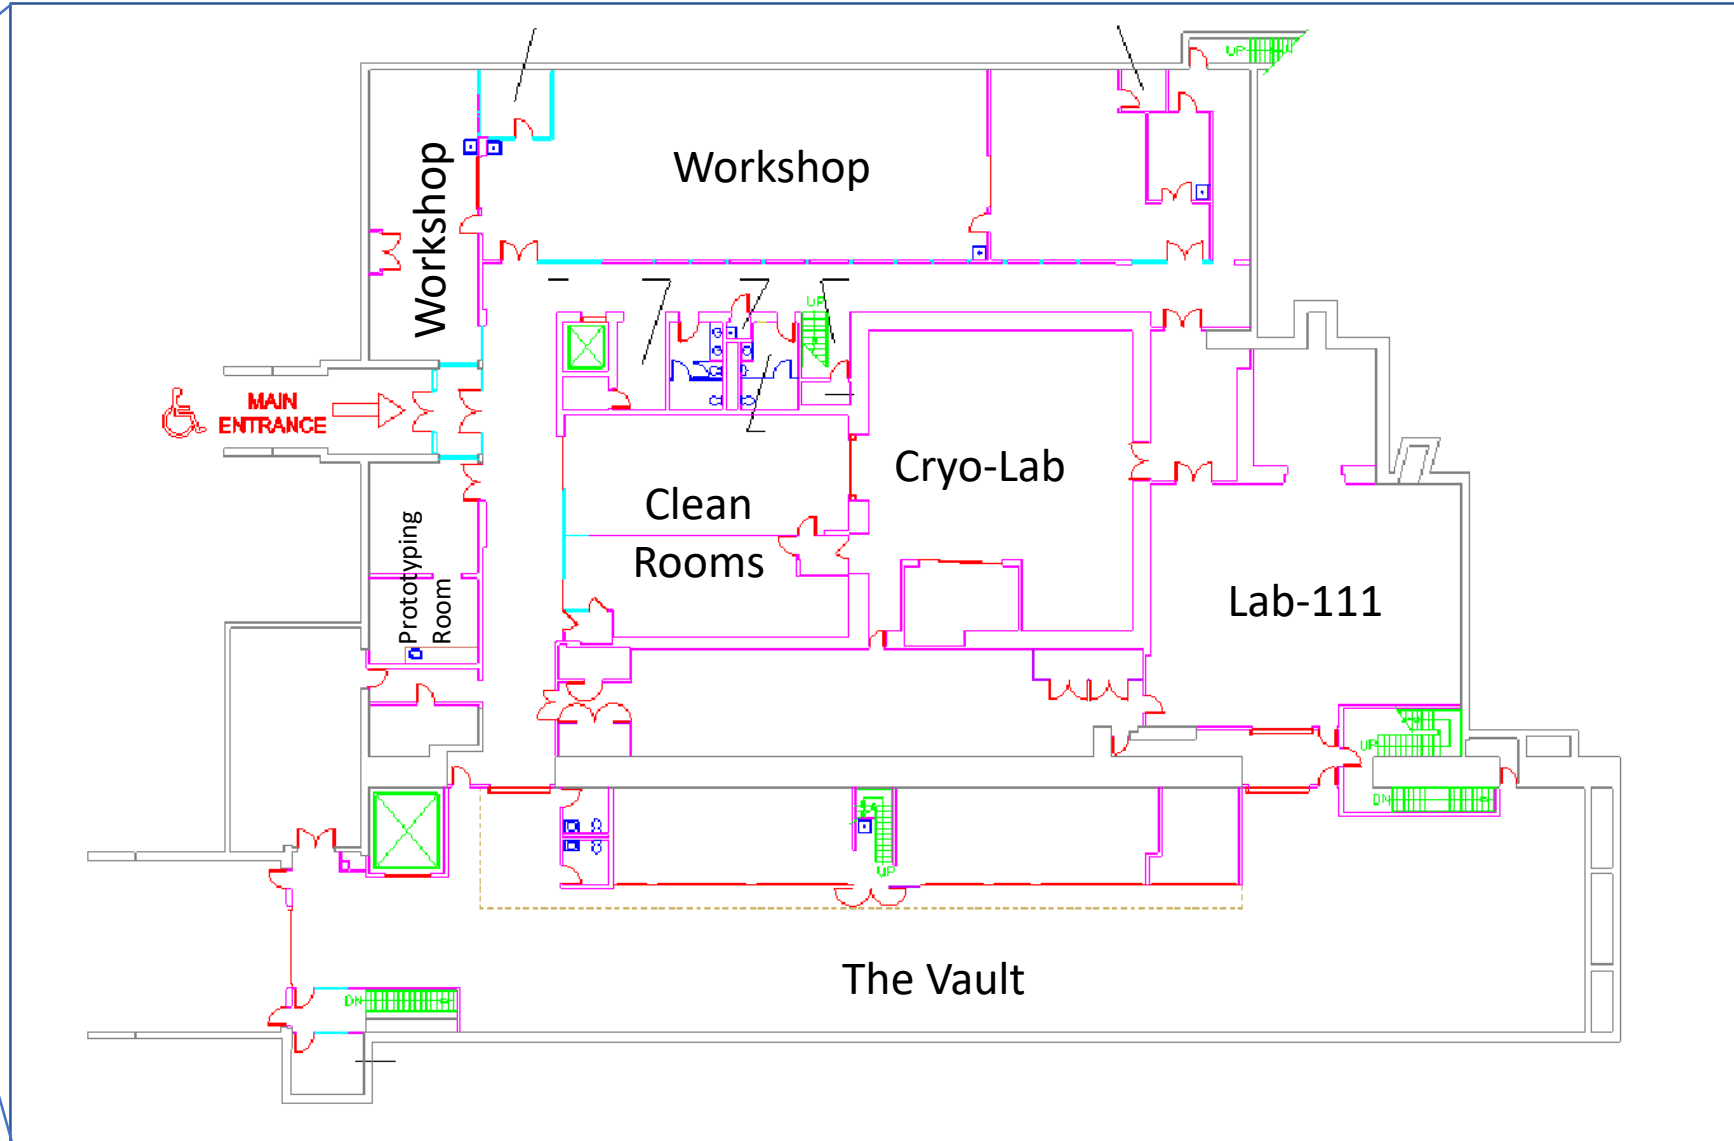 UP
Workshop
Workshop
UP
MAIN
ENTRANCE
Cryo-Lab
Clean
Rooms
Prototyping
Room
Lab-111
UP
DN
UP
The Vault
DN